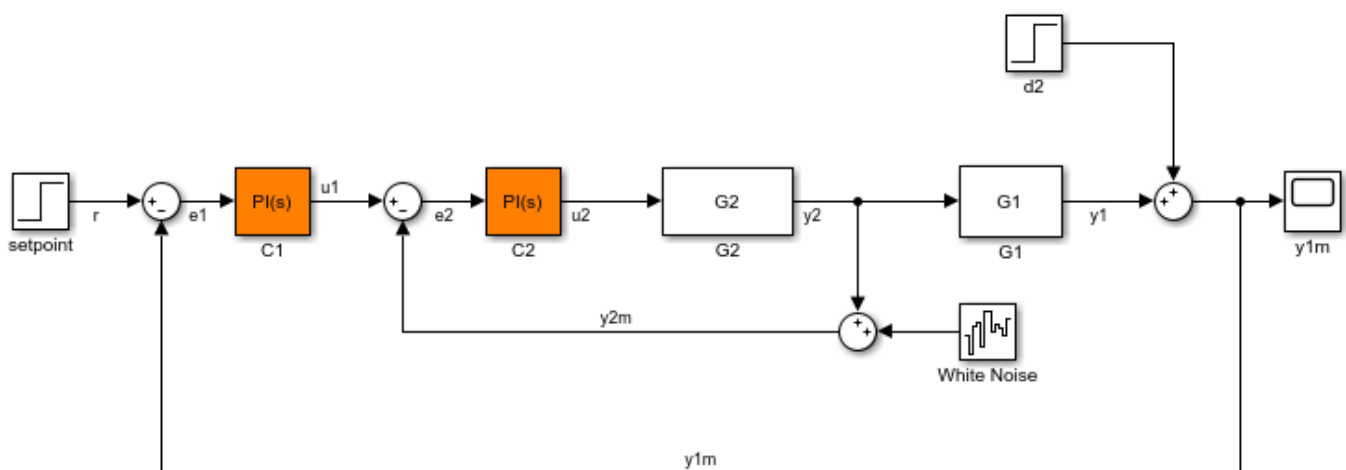 d2
PI(s)
PI(s)
G2
G1
u1
r
e1
e2
u2
y2
y1
setpoint
C1
C2
G2
G1
y1m
y2m
White Noise
y1m